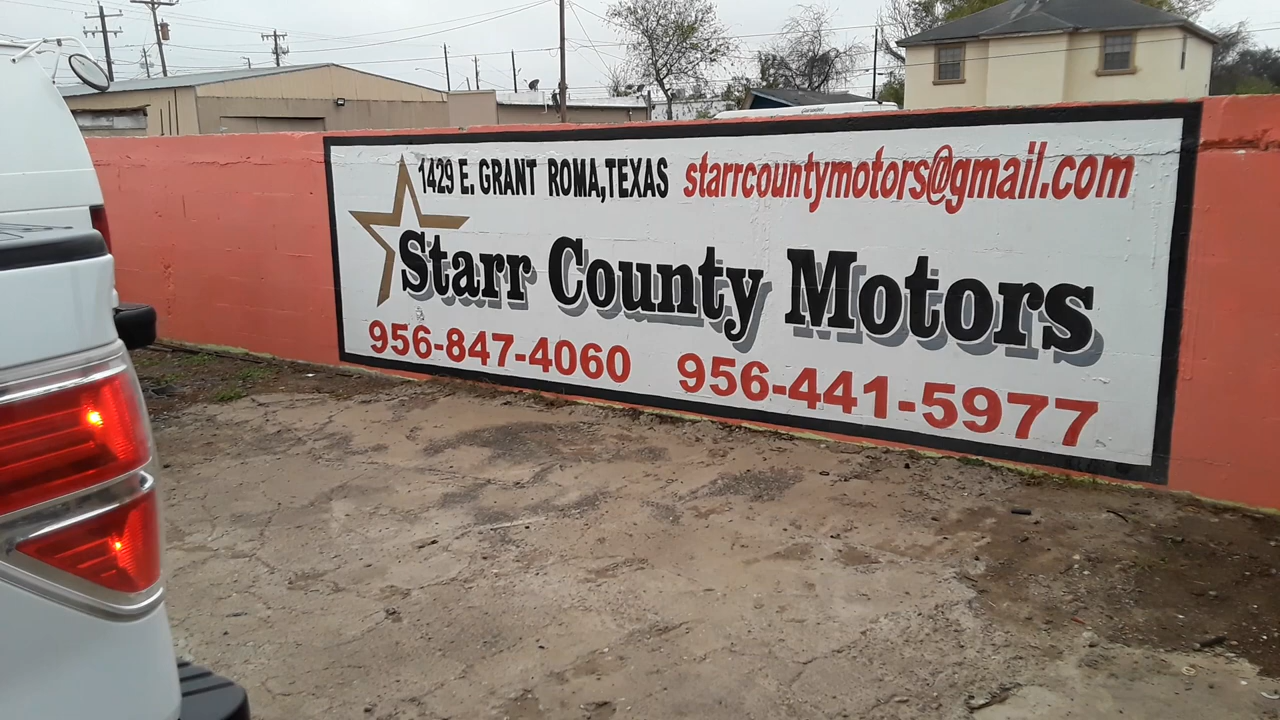 1429 E. GRANT ROMA, TEXAS starrcountymotors@gmail.com
Starr County Motors
956-847-4060 956-441-5977